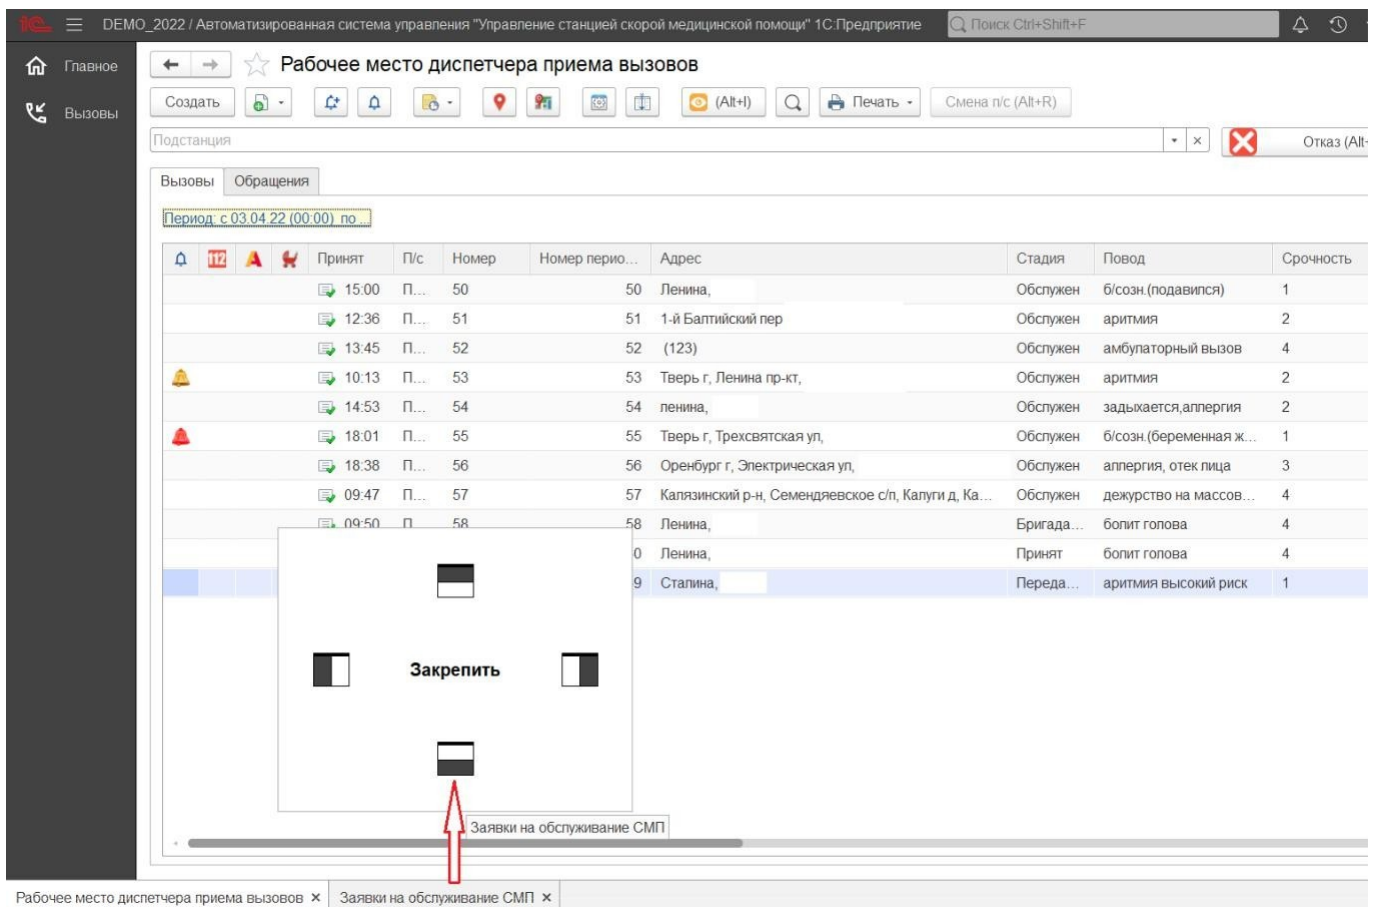 1С DEMO_2022 / Автоматизированная система управления "Управление станцией скорой медицинской помощи" 1С:Предприятие Поиск Ctrl+Shift+F
Главное
Вызовы
Рабочее место диспетчера приема вызовов
Создать (Alt+I) Печать Смена п/с (Alt+R)
Подстанция Отказ (Alt+
Вызовы Обращения
Период: с 03.04.22 (00:00) по ...
112 Принят П/с Номер Номер перио... Адрес Стадия Повод Срочность
15:00 П... 50 50 Ленина, Обслужен б/созн.(подавился) 1
12:36 П... 51 51 1-й Балтийский пер Обслужен аритмия 2
13:45 П... 52 52 (123) Обслужен амбулаторный вызов 4
10:13 П... 53 53 Тверь г, Ленина пр-кт, Обслужен аритмия 2
14:53 П... 54 54 ленина, Обслужен задыхается,аллергия 2
18:01 П... 55 55 Тверь г, Трехсвятская ул, Обслужен б/созн.(беременная ж... 1
18:38 П... 56 56 Оренбург г, Электрическая ул, Обслужен аллергия, отек лица 3
09:47 П... 57 57 Калязинский р-н, Семендяевское с/п, Калуги д, Ка... Обслужен дежурство на массов... 4
09:50 П 58 58 Ленина, Бригада... болит голова 4
0 Ленина, Принят болит голова 4
9 Сталина, Переда... аритмия высокий риск 1
Закрепить
Заявки на обслуживание СМП
Рабочее место диспетчера приема вызовов × Заявки на обслуживание СМП ×